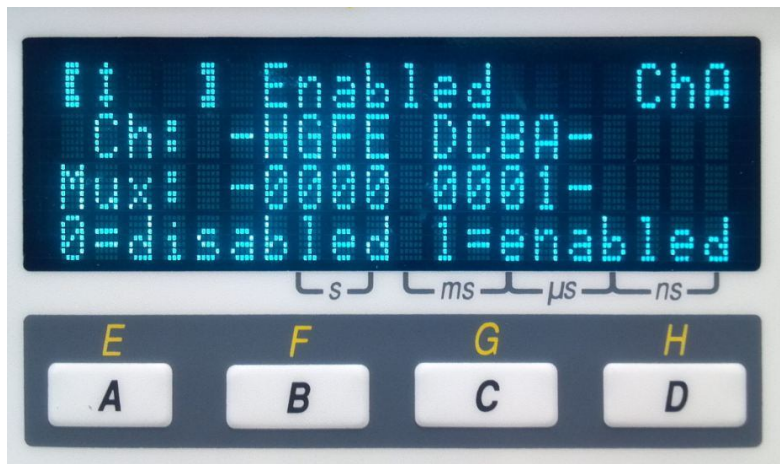 [t ] Enabled ChA
Ch: -HGFE DCBA-
Mux: -0000 0001-
0=disabled 1=enabled
s ms µs ns
E F G H
A B C D